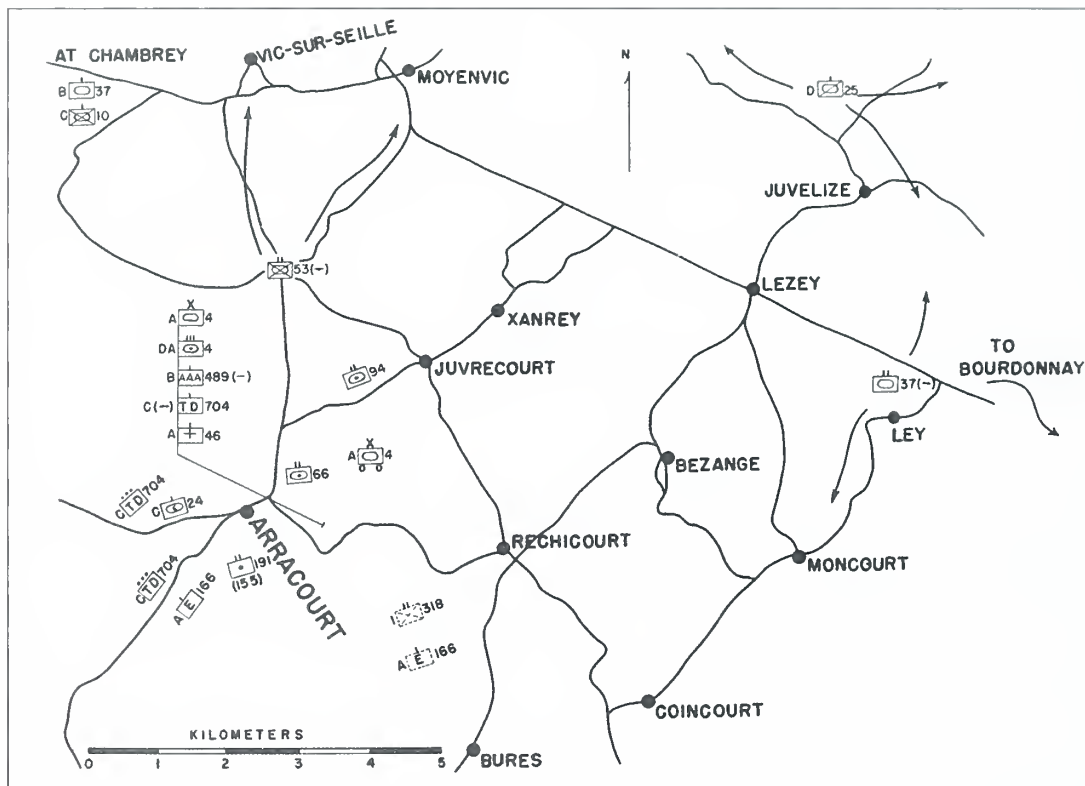 AT CHAMBREY
VIC-SUR-SEILLE
MOYENVIC
N
B 37
C 10
D 25
JUVELIZE
53(-)
LEZEY
XANREY
X
A 4
DA 4
B AAA 489(-)
C(-) TD 704
A 46
TO
BOURDONNAY
JUVRECOURT
94
37(-)
LEY
X
A 4
66
BEZANGE
C TD 704
C 24
ARRACOURT
RECHICOURT
MONCOURT
C TD 704
191
(155)
A E 166
1 318
A E 166
COINCOURT
KILOMETERS
0 1 2 3 4 5
BURES